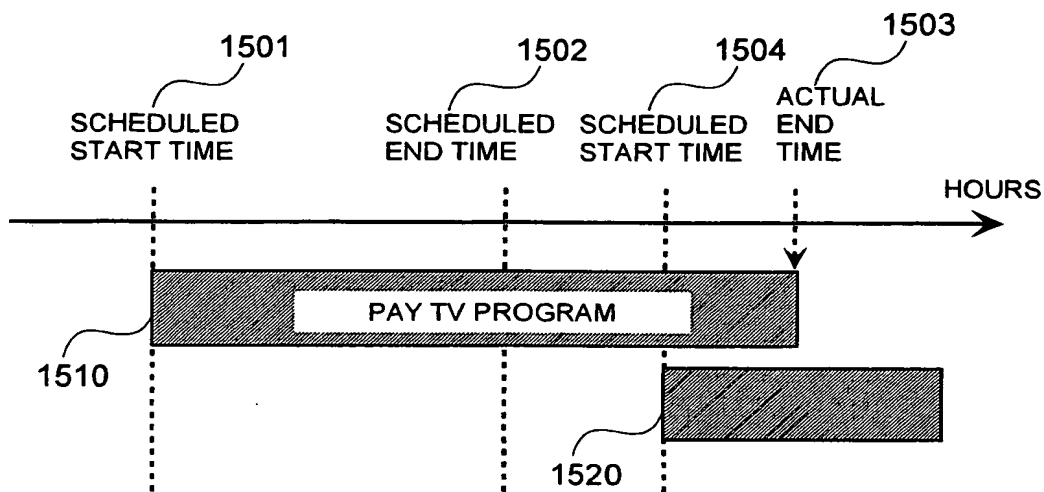 1501
1502
1504
1503
SCHEDULED
START TIME
SCHEDULED
END TIME
SCHEDULED
START TIME
ACTUAL
END
TIME
HOURS
PAY TV PROGRAM
1510
1520